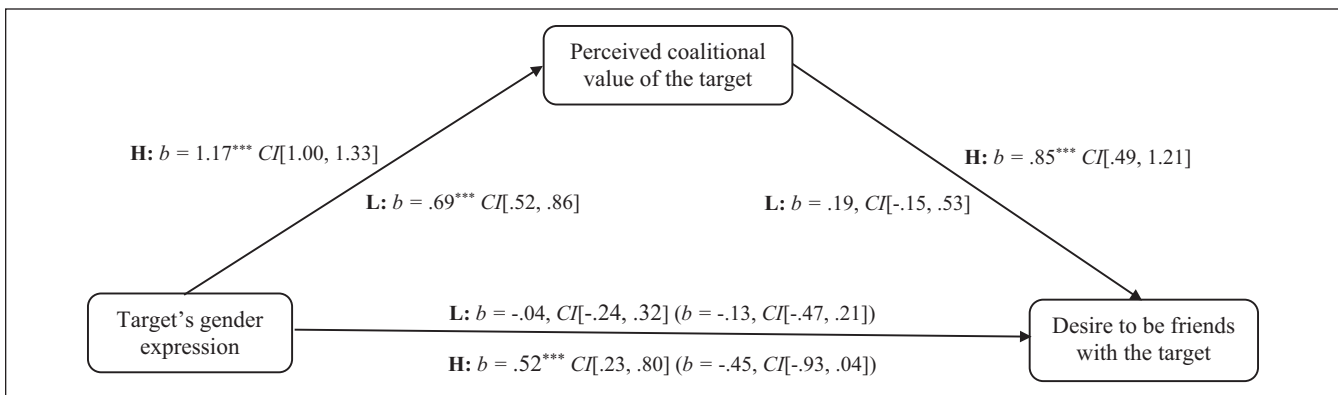 Perceived coalitional
value of the target
H: b = 1.17*** CI[1.00, 1.33]
H: b = .85*** CI[.49, 1.21]
L: b = .69*** CI[.52, .86]
L: b = .19, CI[-.15, .53]
Target’s gender
expression
L: b = -.04, CI[-.24, .32] (b = -.13, CI[-.47, .21])
H: b = .52*** CI[.23, .80] (b = -.45, CI[-.93, .04])
Desire to be friends
with the target